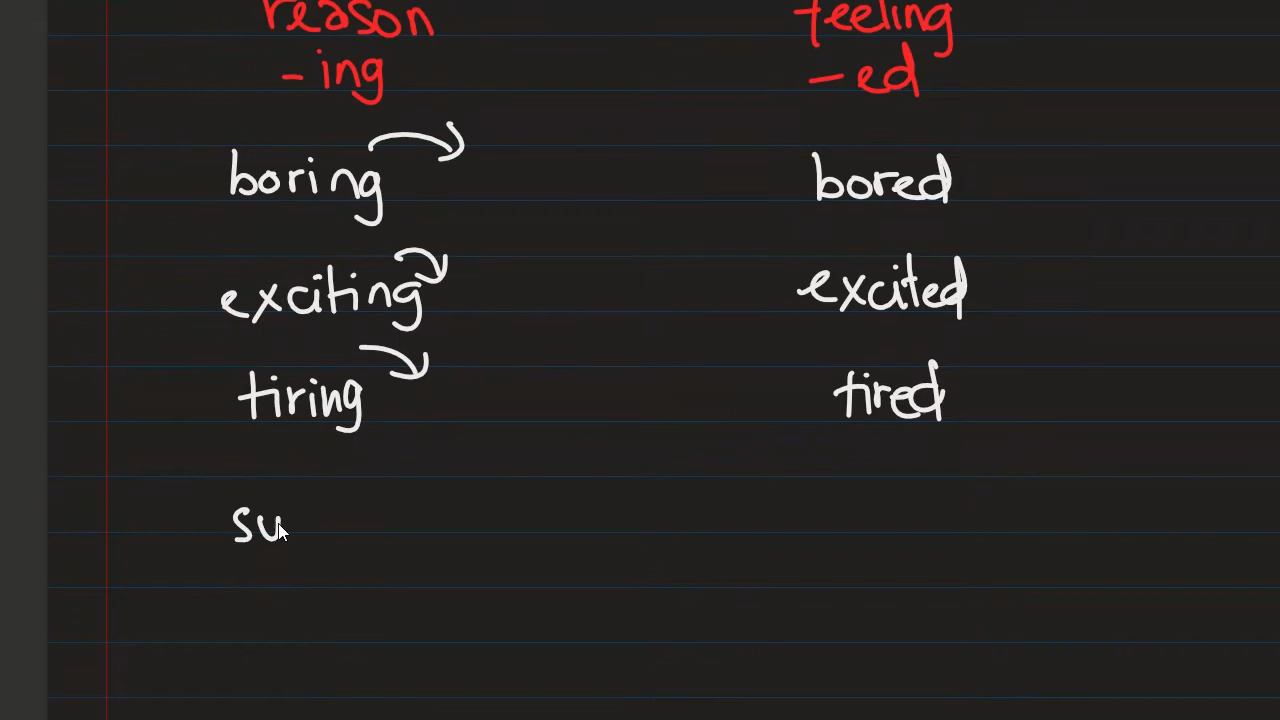 reason feeling
- ing - ed
boring bored
exciting excited
tiring tired
su